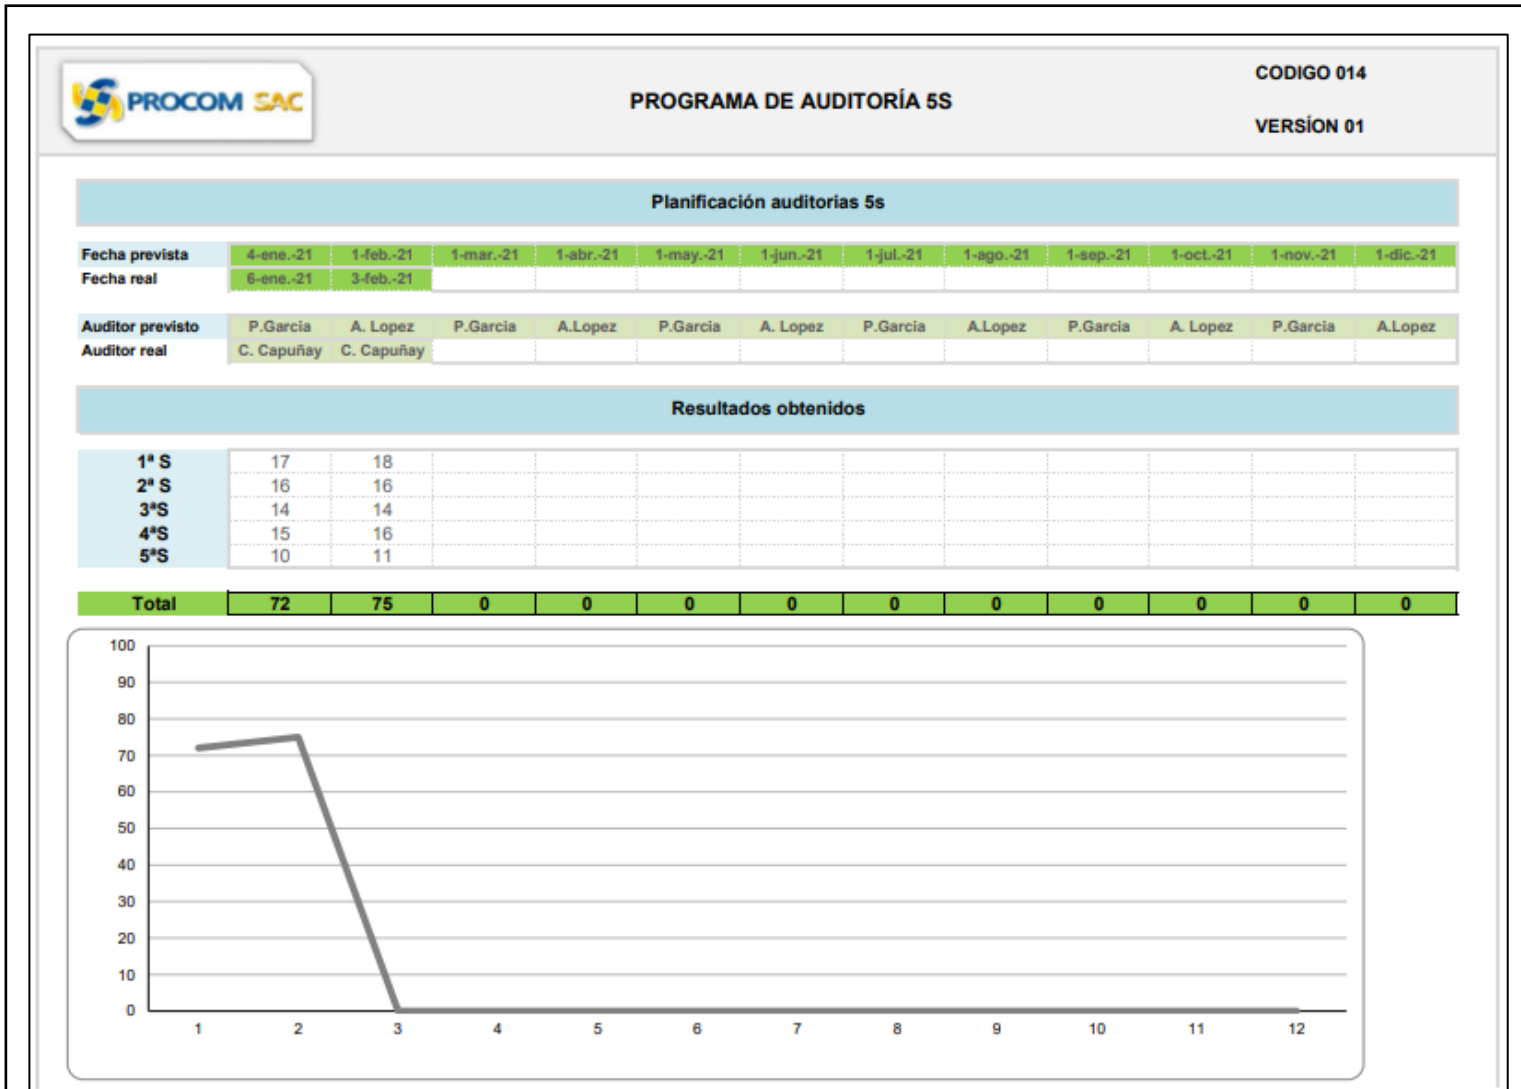 PROCOM SAC
PROGRAMA DE AUDITORÍA 5S
CODIGO 014
VERSÍON 01
Planificación auditorias 5s
Fecha prevista 4-ene.-21 1-feb.-21 1-mar.-21 1-abr.-21 1-may.-21 1-jun.-21 1-jul.-21 1-ago.-21 1-sep.-21 1-oct.-21 1-nov.-21 1-dic.-21
Fecha real 6-ene.-21 3-feb.-21
Auditor previsto P.Garcia A. Lopez P.Garcia A.Lopez P.Garcia A. Lopez P.Garcia A.Lopez P.Garcia A. Lopez P.Garcia A.Lopez
Auditor real C. Capuñay C. Capuñay
Resultados obtenidos
1ª S 17 18
2ª S 16 16
3ªS 14 14
4ªS 15 16
5ªS 10 11
Total 72 75 0 0 0 0 0 0 0 0 0 0
100
90
80
70
60
50
40
30
20
10
0
1 2 3 4 5 6 7 8 9 10 11 12